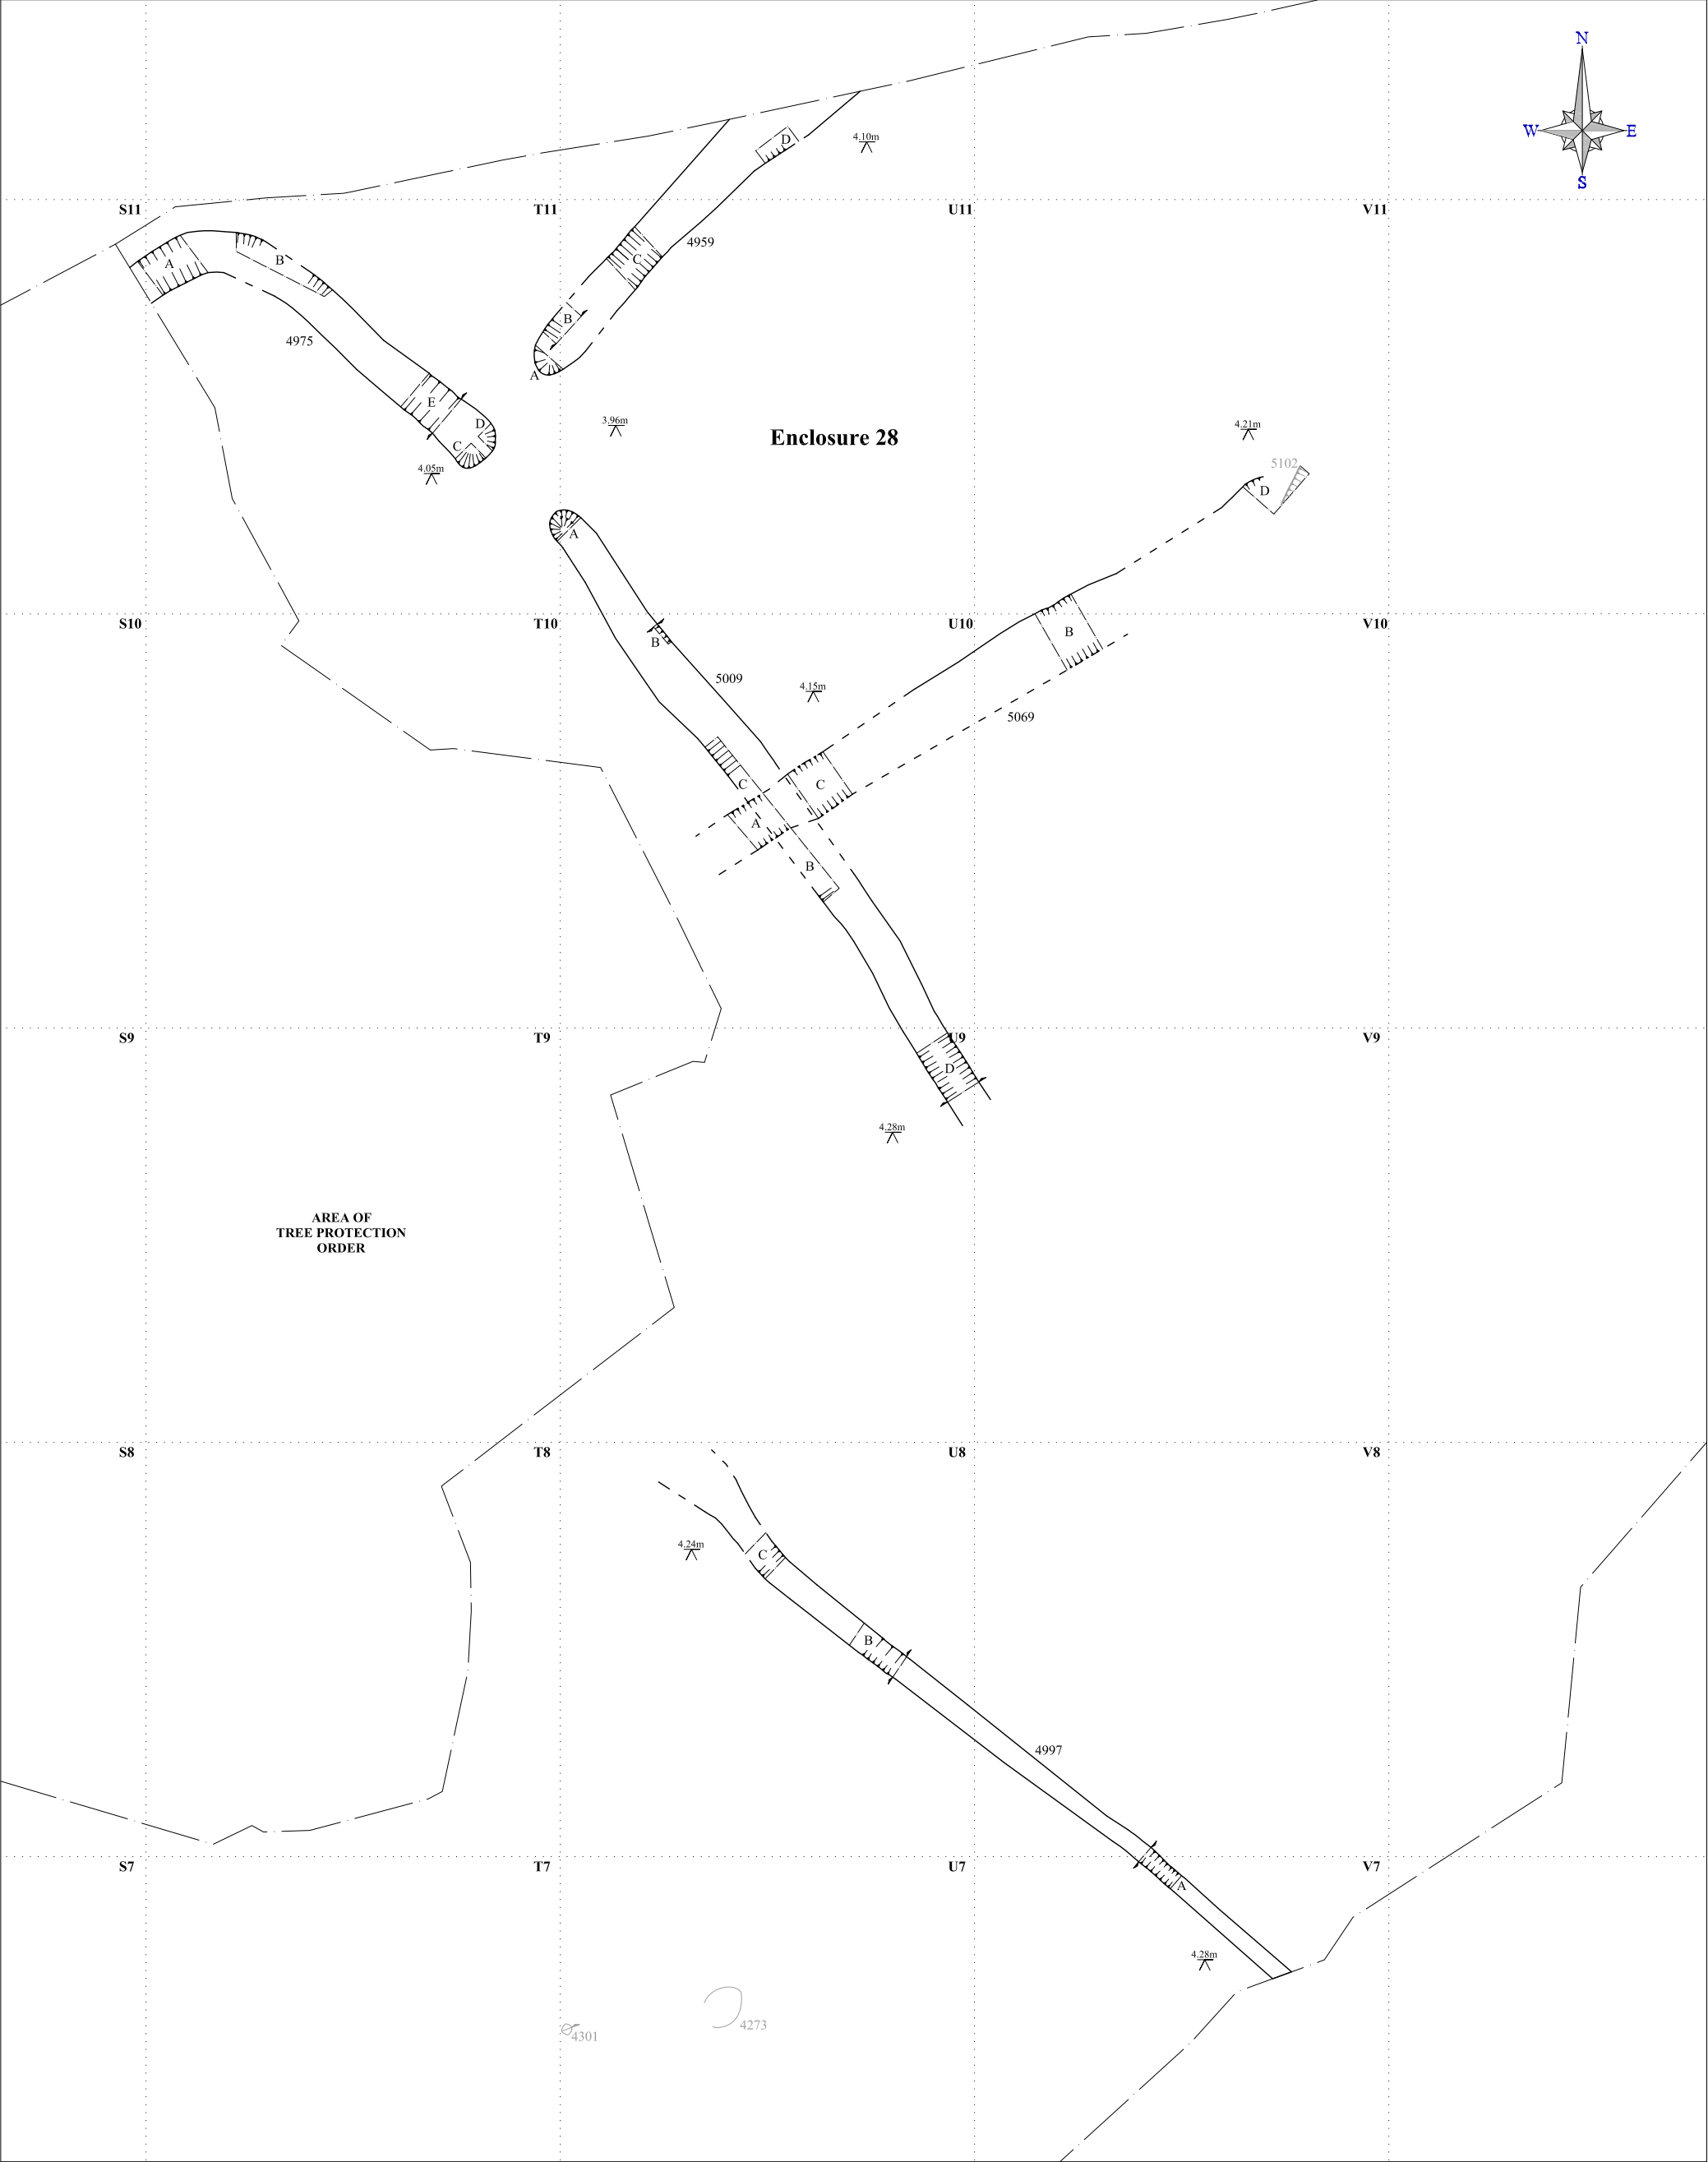 N
W E
S
D
4.10m
S11
T11
U11
V11
4959
A
B
C
B
4975
A
E
D
C
3.96m
Enclosure 28
4.21m
4.05m
5102
D
A
S10
T10
U10
V10
B
B
5009
4.15m
5069
C
C
A
B
S9
T9
U9
V9
D
4.28m
AREA OF
TREE PROTECTION
ORDER
S8
T8
U8
V8
4.24m
C
B
4997
S7
T7
U7
V7
A
4.28m
4273
4301